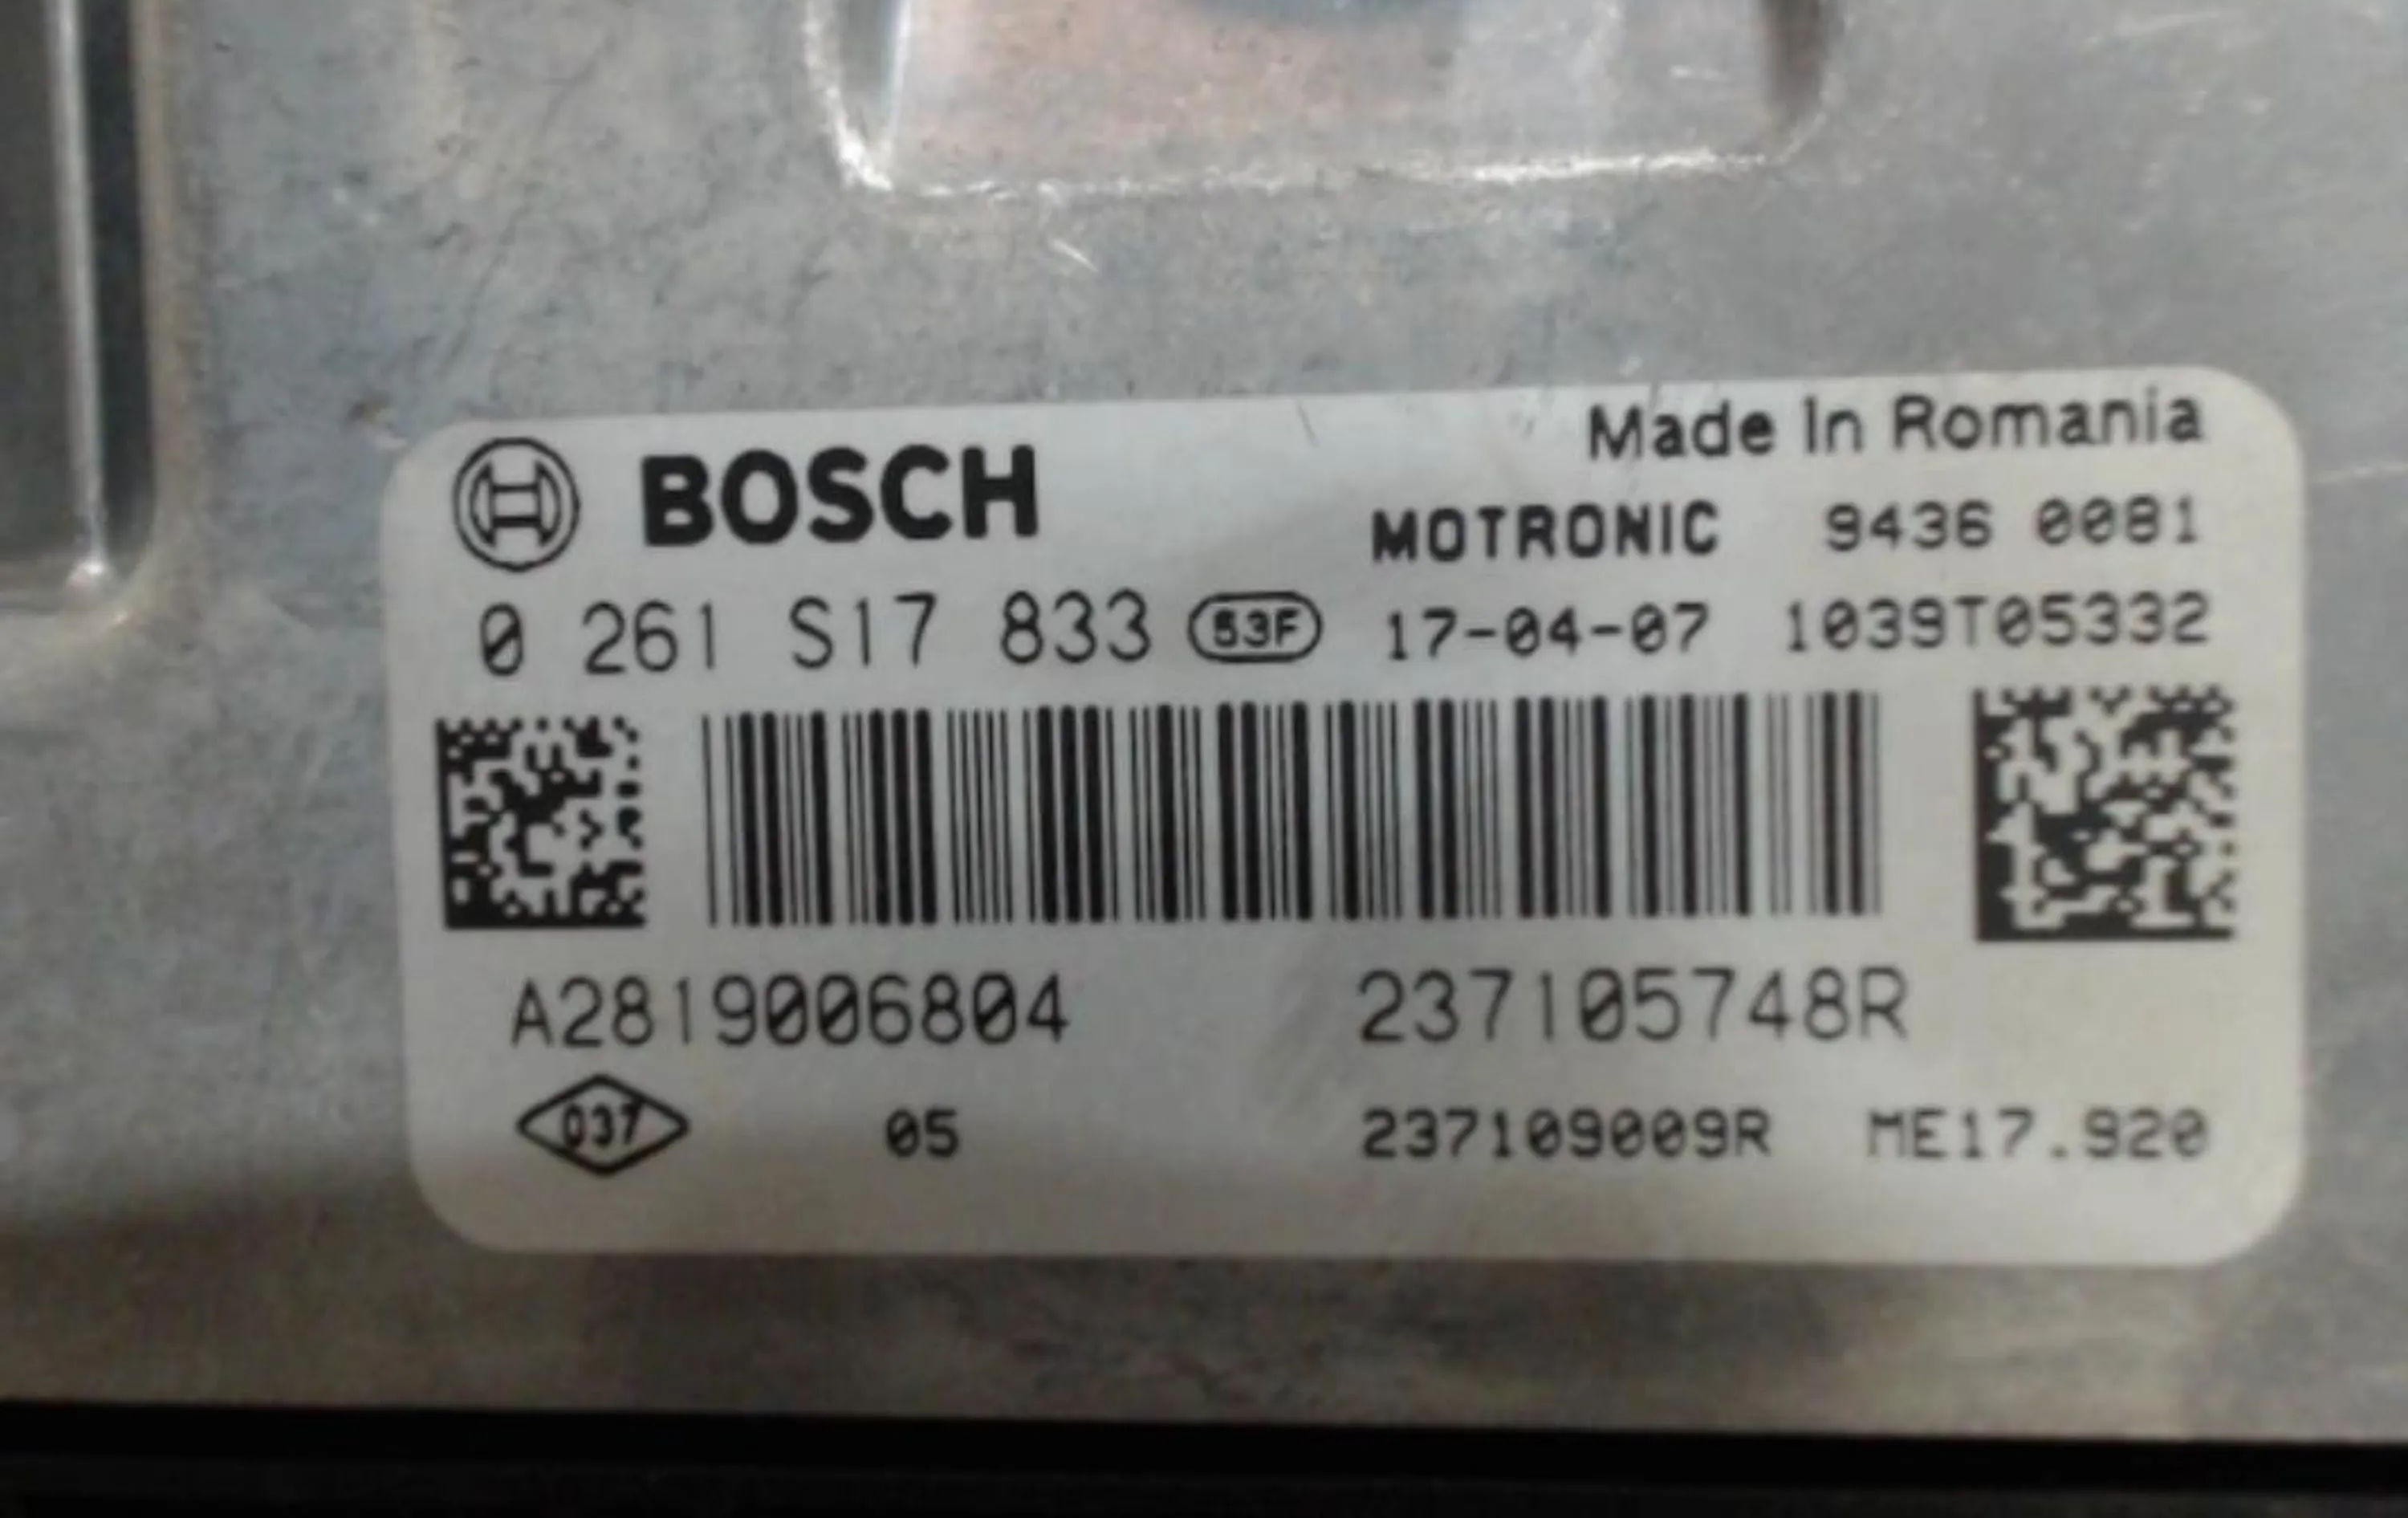 BOSCH
Made In Romania
MOTRONIC 9436 0081
0 261 S17 833 53F 17-04-07 1039T05332
A2819006804 237105748R
037 05 237109009R ME17.920